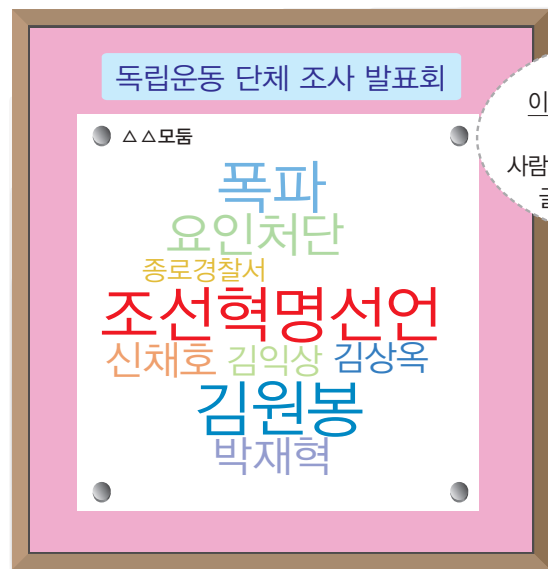 독립운동 단체 조사 발표회
△△모둠
폭파
요인처단
종로경찰서
조선혁명선언
신채호 김익상 김상옥
김원봉
박재혁
이
사람